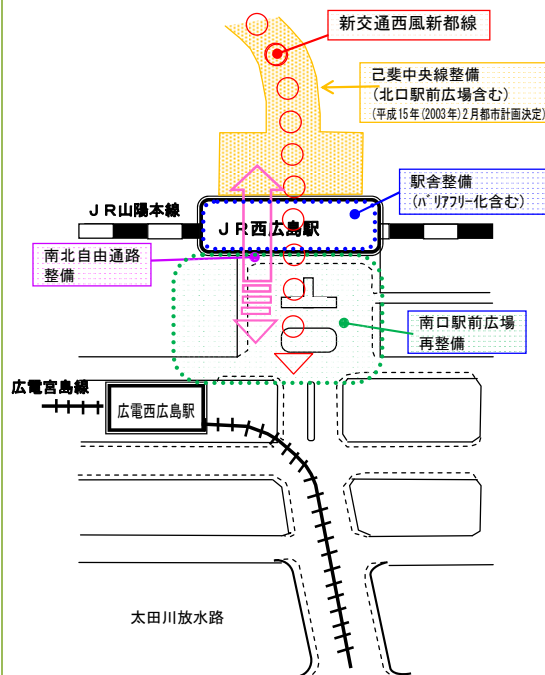 新交通西風新都線
己斐中央線整備
(北口駅前広場含む)
(平成15年(2003年)2月都市計画決定)
駅舎整備
(バリアフリー化含む)
JR山陽本線
JR西広島駅
南北自由通路
整備
南口駅前広場
再整備
広電宮島線
広電西広島駅
太田川放水路